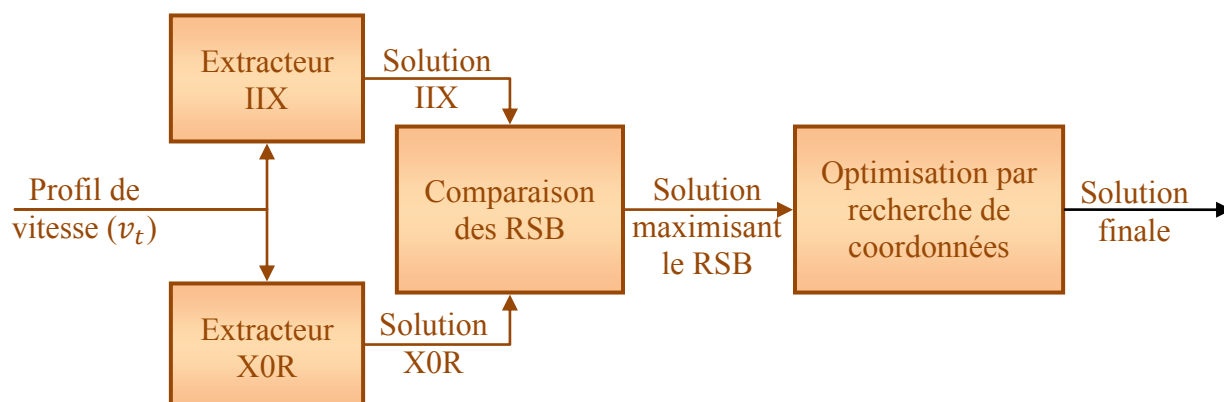 Profil de
vitesse (v_t)
Extracteur
IIX
Solution
IIX
Extracteur
X0R
Solution
X0R
Comparaison
des RSB
Solution
maximisant
le RSB
Optimisation par
recherche de
coordonnées
Solution
finale